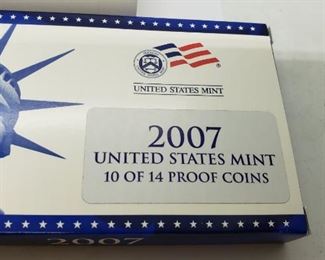 UNITED STATES MINT
2007
UNITED STATES MINT
10 OF 14 PROOF COINS
2007